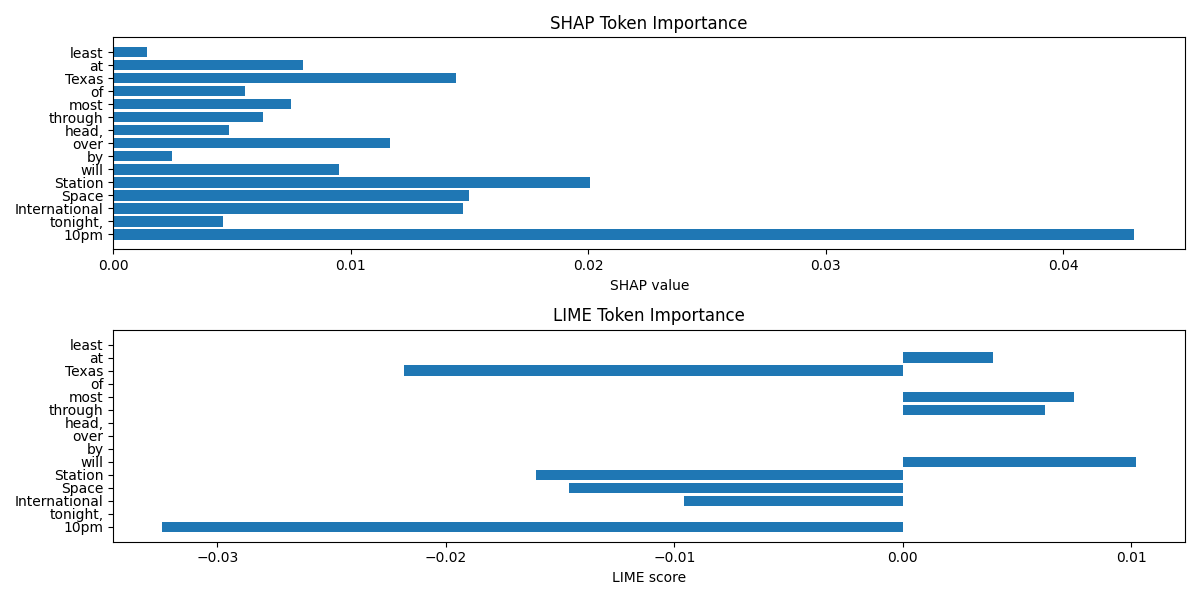 SHAP Token Importance
least
at
Texas
of
most
through
head,
over
by
will
Station
Space
International
tonight,
10pm
0.00 0.01 0.02 0.03 0.04
SHAP value
LIME Token Importance
least
at
Texas
of
most
through
head,
over
by
will
Station
Space
International
tonight,
10pm
−0.03 −0.02 −0.01 0.00 0.01
LIME score